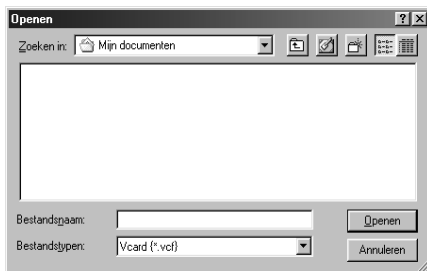 Openen
Zoeken in: Mijn documenten
Bestandsnaam: Openen
Bestandstypen: Vcard (*.vcf) Annuleren